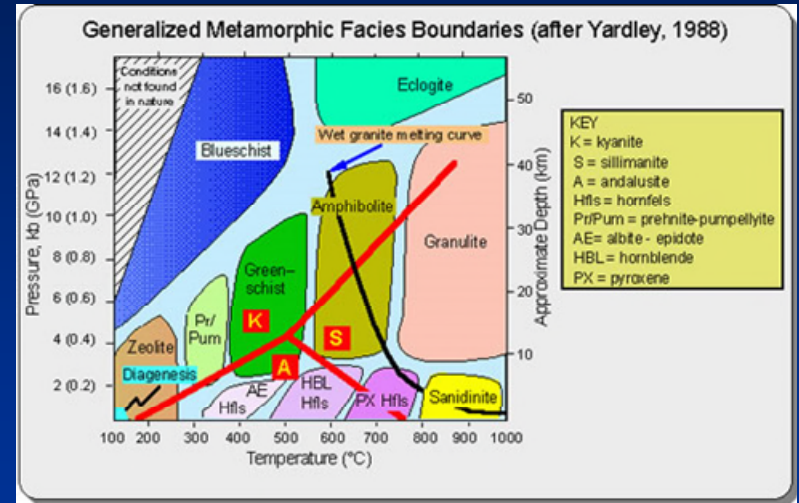 Generalized Metamorphic Facies Boundaries (after Yardley, 1988)
Pressure, kb (GPa)
16 (1.6)
14 (1.4)
12 (1.2)
10 (1.0)
8 (0.8)
6 (0.6)
4 (0.4)
2 (0.2)
Conditions
not found
in nature
Blueschist
Eclogite
Wet granite melting curve
Amphibolite
Granulite
Green-
schist
K
S
A
Pr/
Pum
Zeolite
Diagenesis
AE
Hfls
HBL
Hfls
PX Hfls
Sanidinite
50
40
30
20
10
Approximate Depth (km)
100 200 300 400 500 600 700 800 900 1000
Temperature (°C)
KEY
K = kyanite
S = sillimanite
A = andalusite
Hfls = hornfels
Pr/Pum = prehnite-pumpellyite
AE= albite - epidote
HBL = hornblende
PX = pyroxene